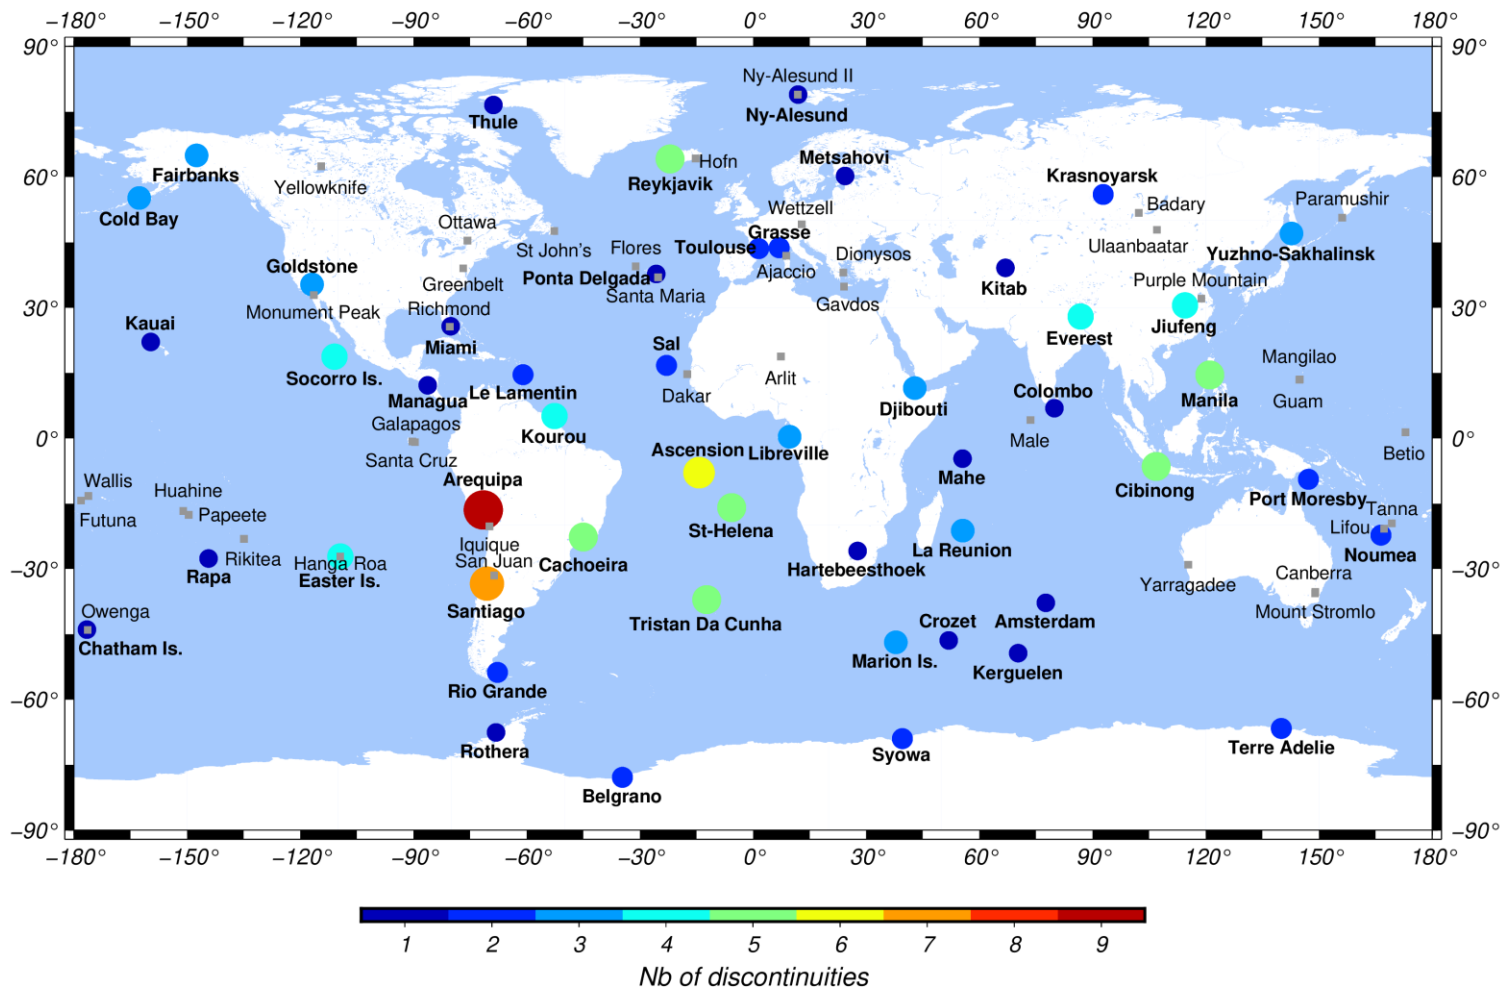 −180° −150° −120° −90° −60° −30° 0° 30° 60° 90° 120° 150° 180°
90° 90°
Ny-Alesund II
Ny-Alesund
Thule
Metsahovi
Hofn
Reykjavik
Fairbanks
Yellowknife
60° 60°
Krasnoyarsk
Badary
Paramushir
Cold Bay
Wettzell
Ottawa
Grasse
St John's
Flores
Toulouse
Dionysos
Ulaanbaatar
Yuzhno-Sakhalinsk
Goldstone
Ajaccio
Ponta Delgada
Greenbelt
Kitab
Purple Mountain
Santa Maria
Gavdos
30° 30°
Monument Peak
Richmond
Kauai
Jiufeng
Everest
Miami
Sal
Mangilao
Socorro Is.
Arlit
Le Lamentin
Dakar
Colombo
Managua
Manila
Guam
Djibouti
Galapagos
Kourou
0° 0°
Male
Ascension
Libreville
Betio
Santa Cruz
Arequipa
Mahe
Wallis
Huahine
Cibinong
Port Moresby
Tanna
Futuna
Papeete
St-Helena
Lifou
Iquique
La Reunion
Noumea
Rikitea
Hanga Roa
San Juan
Cachoeira
Hartebeesthoek
−30° −30°
Rapa
Easter Is.
Canberra
Yarragadee
Owenga
Santiago
Tristan Da Cunha
Crozet
Amsterdam
Mount Stromlo
Chatham Is.
Marion Is.
Kerguelen
Rio Grande
−60° −60°
Rothera
Syowa
Terre Adelie
Belgrano
−90° −90°
−180° −150° −120° −90° −60° −30° 0° 30° 60° 90° 120° 150° 180°
1 2 3 4 5 6 7 8 9
Nb of discontinuities